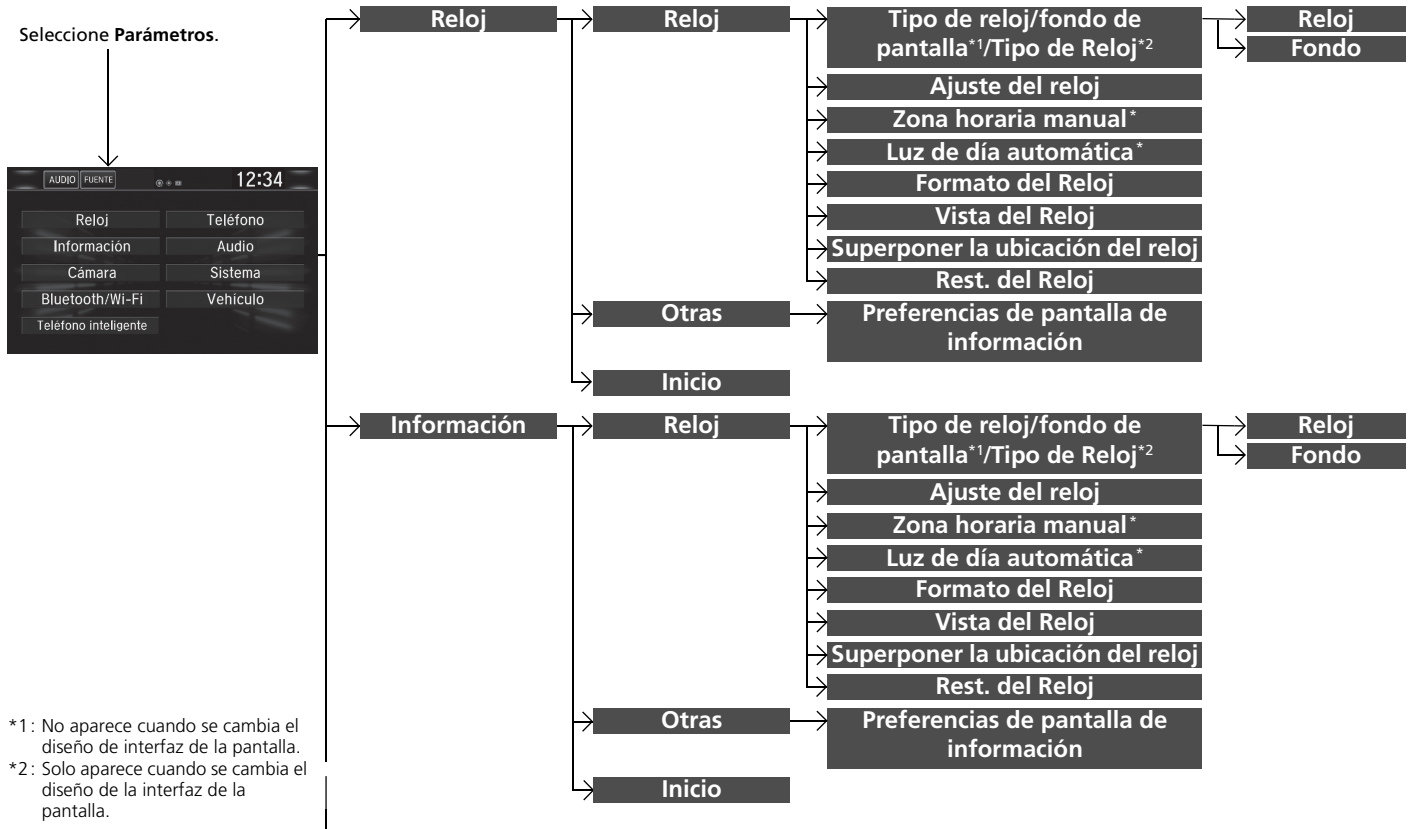 Seleccione Parámetros.
AUDIO FUENTE 12:34
Reloj Teléfono
Información Audio
Cámara Sistema
Bluetooth/Wi-Fi Vehículo
Teléfono inteligente
Reloj
Reloj
Tipo de reloj/fondo de
pantalla*1/Tipo de Reloj*2
Reloj
Fondo
Ajuste del reloj
Zona horaria manual*
Luz de día automática*
Formato del Reloj
Vista del Reloj
Superponer la ubicación del reloj
Rest. del Reloj
Otras
Preferencias de pantalla de
información
Inicio
Información
Reloj
Tipo de reloj/fondo de
pantalla*1/Tipo de Reloj*2
Reloj
Fondo
Ajuste del reloj
Zona horaria manual*
Luz de día automática*
Formato del Reloj
Vista del Reloj
Superponer la ubicación del reloj
Rest. del Reloj
Otras
Preferencias de pantalla de
información
Inicio
*1: No aparece cuando se cambia el
diseño de interfaz de la pantalla.
*2: Solo aparece cuando se cambia el
diseño de la interfaz de la
pantalla.